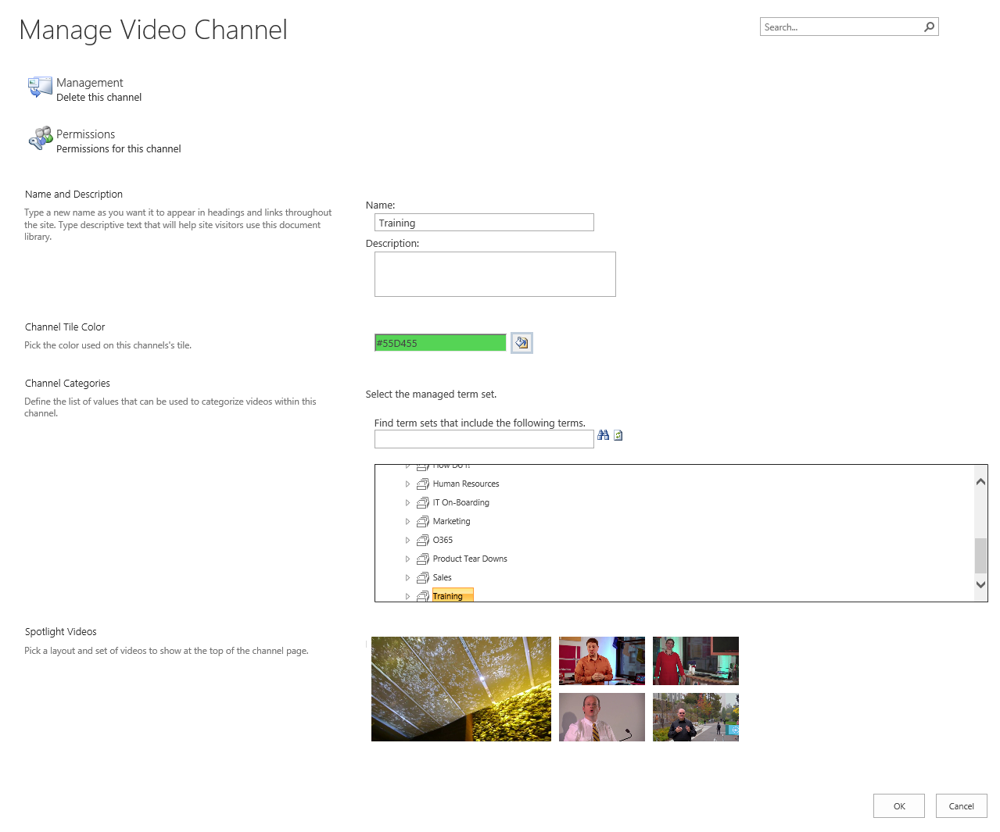 Manage Video Channel
Search...
Management
Delete this channel
Permissions
Permissions for this channel
Name and Description
Type a new name as you want it to appear in headings and links throughout
the site. Type descriptive text that will help site visitors use this document
library.
Name:
Training
Description:
Channel Tile Color
Pick the color used on this channels's tile.
#55D455
Channel Categories
Define the list of values that can be used to categorize videos within this
channel.
Select the managed term set.
Find term sets that include the following terms.
How Do I?
Human Resources
IT On-Boarding
Marketing
O365
Product Tear Downs
Sales
Training
Spotlight Videos
Pick a layout and set of videos to show at the top of the channel page.
OK
Cancel